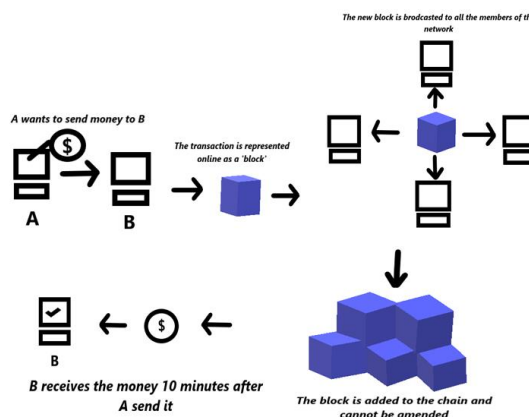 The new block is brodcasted to all the members of th
network
A wants to send money to B
$
The transaction is represented
online as a 'block'
A
B
$
B
B receives the money 10 minutes after
A send it
The block is added to the chain and
cannot be amended